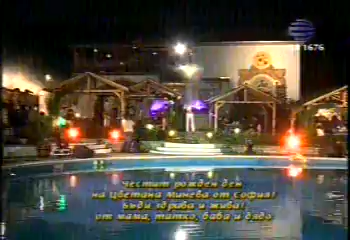 1676
Честит рожден ден
на Цветана Минева от София!
Бъди здрава и жива!
от мама, татко, баба и дядо